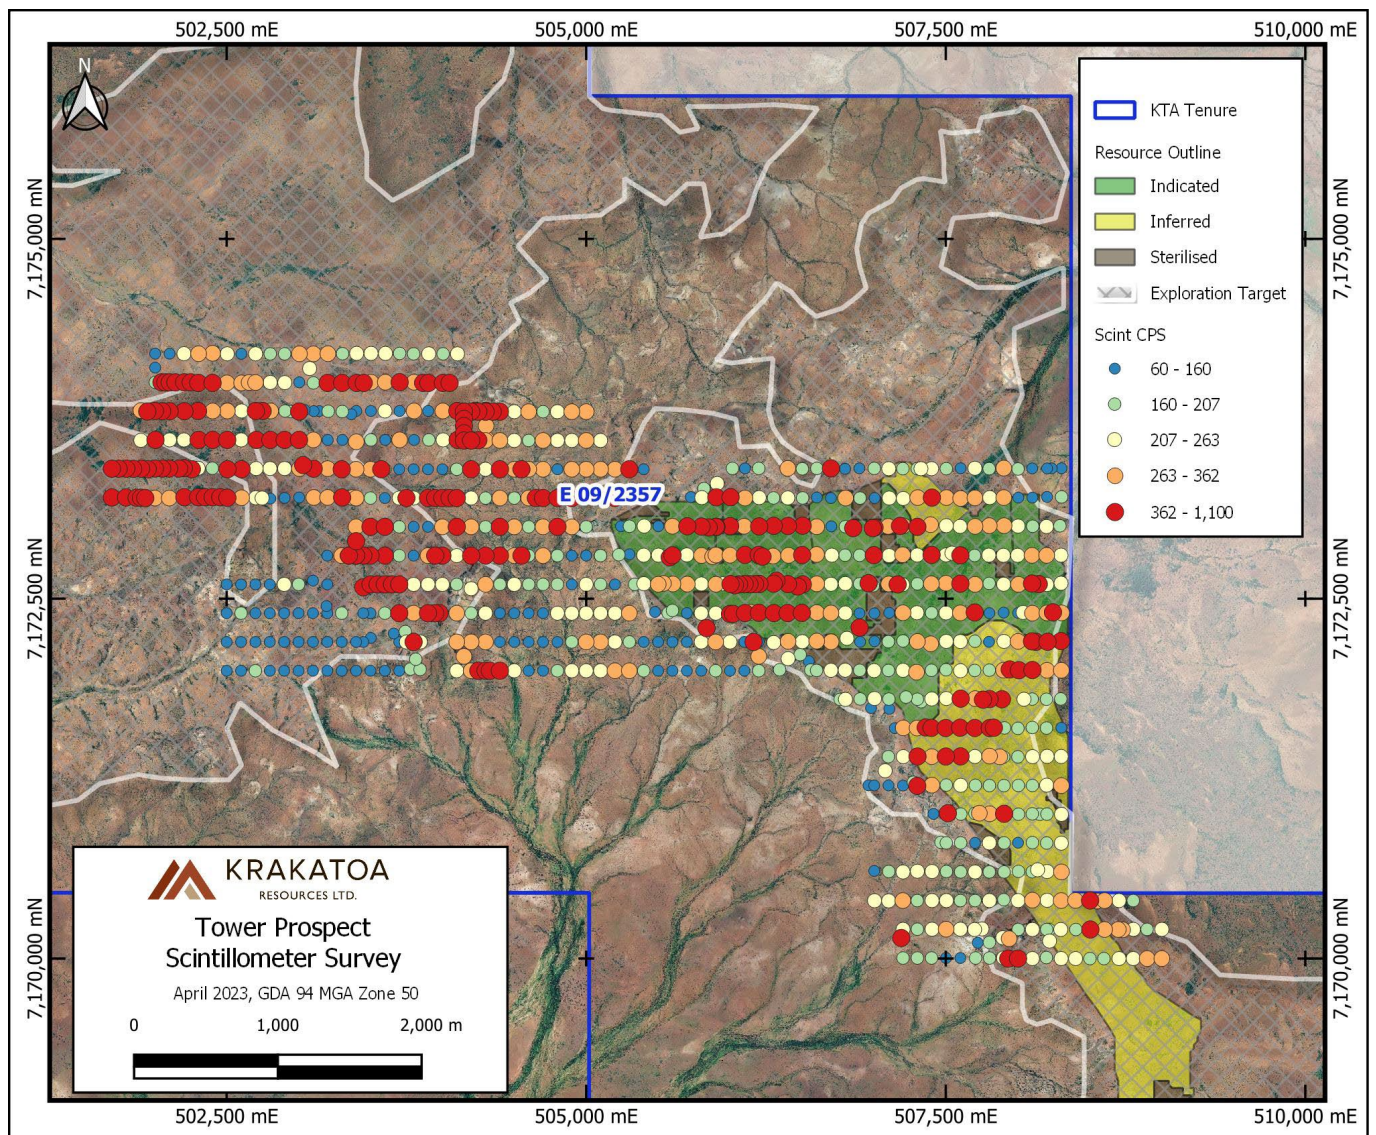 502,500 mE
505,000 mE
507,500 mE
510,000 mE
N
7,175,000 mN
7,172,500 mN
7,170,000 mN
KTA Tenure
Resource Outline
Indicated
Inferred
Sterilised
Exploration Target
Scint CPS
60 - 160
160 - 207
207 - 263
263 - 362
362 - 1,100
7,175,000 mN
7,172,500 mN
7,170,000 mN
E 09/2357
KRAKATOA
RESOURCES LTD.
Tower Prospect
Scintillometer Survey
April 2023, GDA 94 MGA Zone 50
0
1,000
2,000 m
502,500 mE
505,000 mE
507,500 mE
510,000 mE